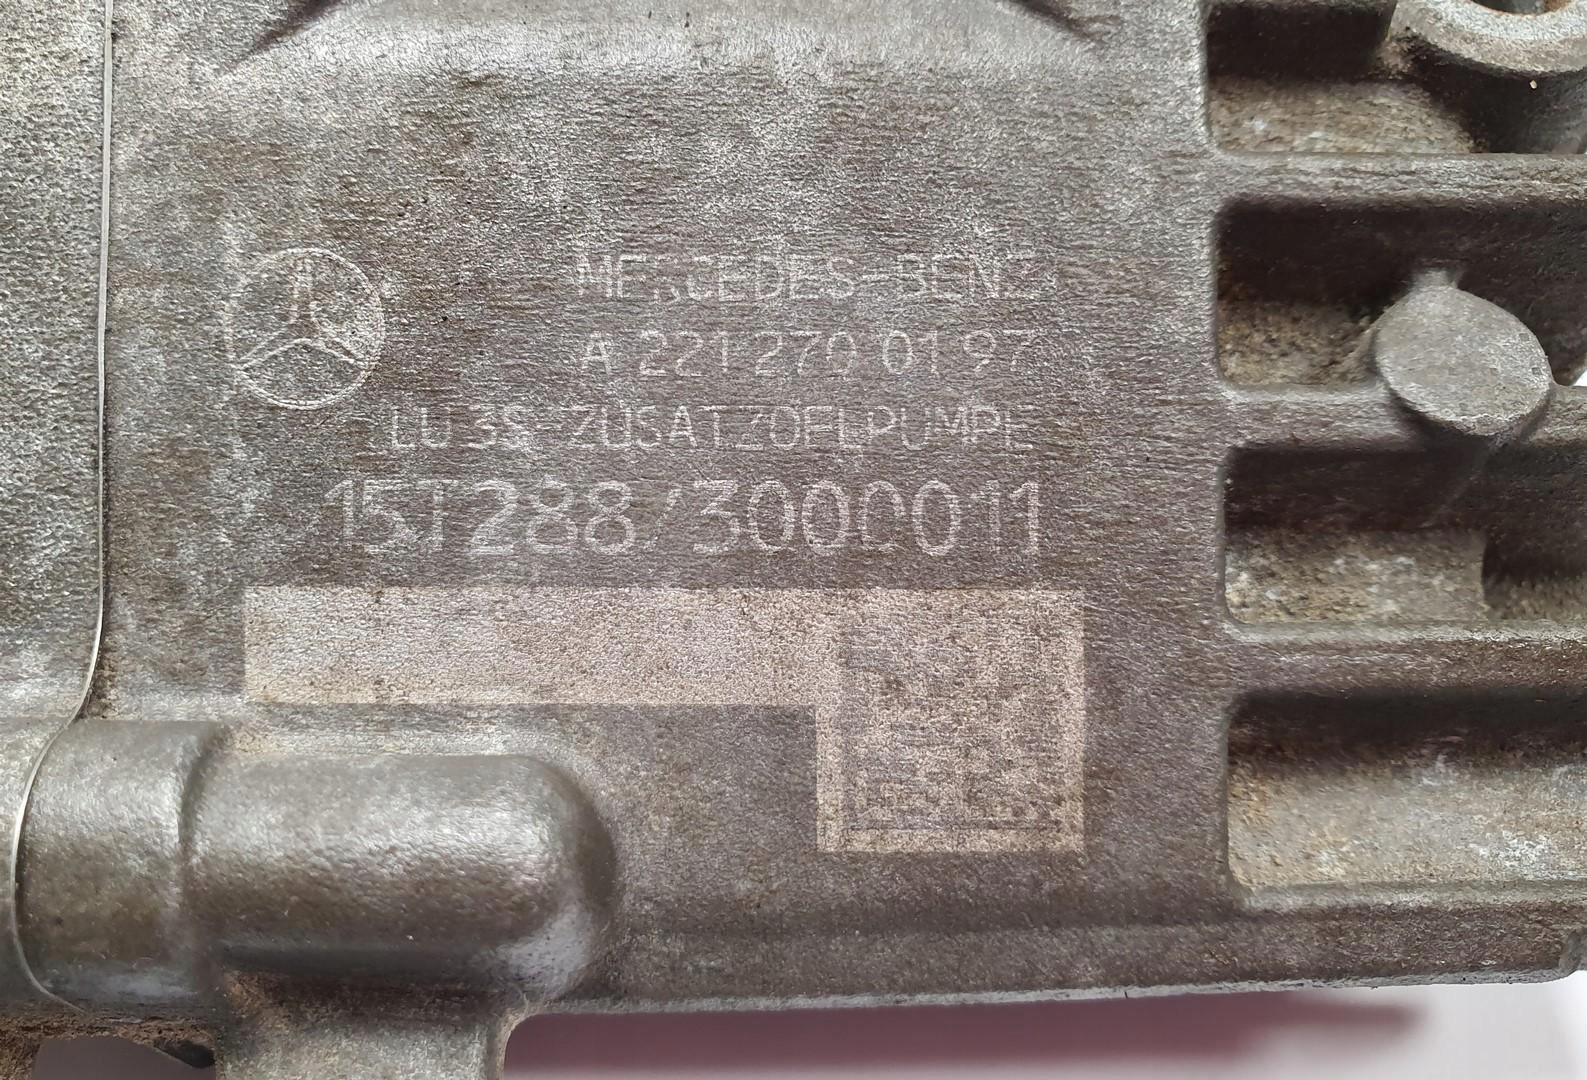 MERCEDES-BENZ
A 221 270 01 97
LU 3S ZUSATZOELPUMPE
15T288/3000011